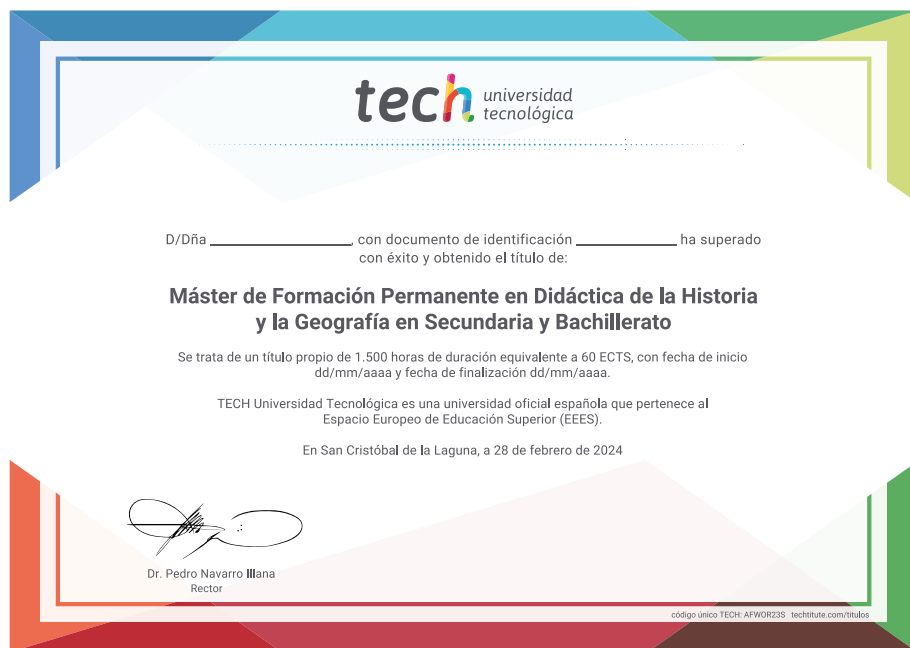 tech universidad
tecnológica
D/Dña ______________, con documento de identificación __________ ha superado
con éxito y obtenido el título de:
Máster de Formación Permanente en Didáctica de la Historia
y la Geografía en Secundaria y Bachillerato
Se trata de un título propio de 1.500 horas de duración equivalente a 60 ECTS, con fecha de inicio
dd/mm/aaaa y fecha de finalización dd/mm/aaaa.
TECH Universidad Tecnológica es una universidad oficial española que pertenece al
Espacio Europeo de Educación Superior (EEES).
En San Cristóbal de la Laguna, a 28 de febrero de 2024
Dr. Pedro Navarro Illana
Rector
código único TECH: AFWOR23S techtitute.com/titulos